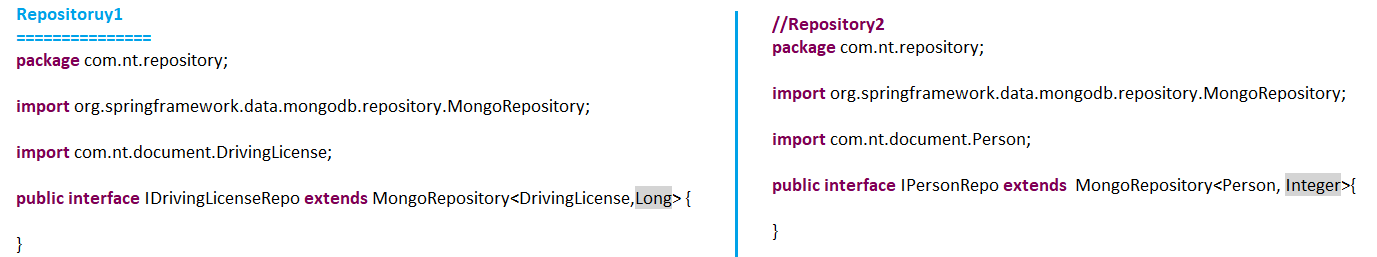 Repositoruy1
===============
package com.nt.repository;
import org.springframework.data.mongodb.repository.MongoRepository;
import com.nt.document.DrivingLicense;
public interface IDrivingLicenseRepo extends MongoRepository<DrivingLicense,Long> {
}
//Repository2
package com.nt.repository;
import org.springframework.data.mongodb.repository.MongoRepository;
import com.nt.document.Person;
public interface IPersonRepo extends  MongoRepository<Person, Integer>{
}